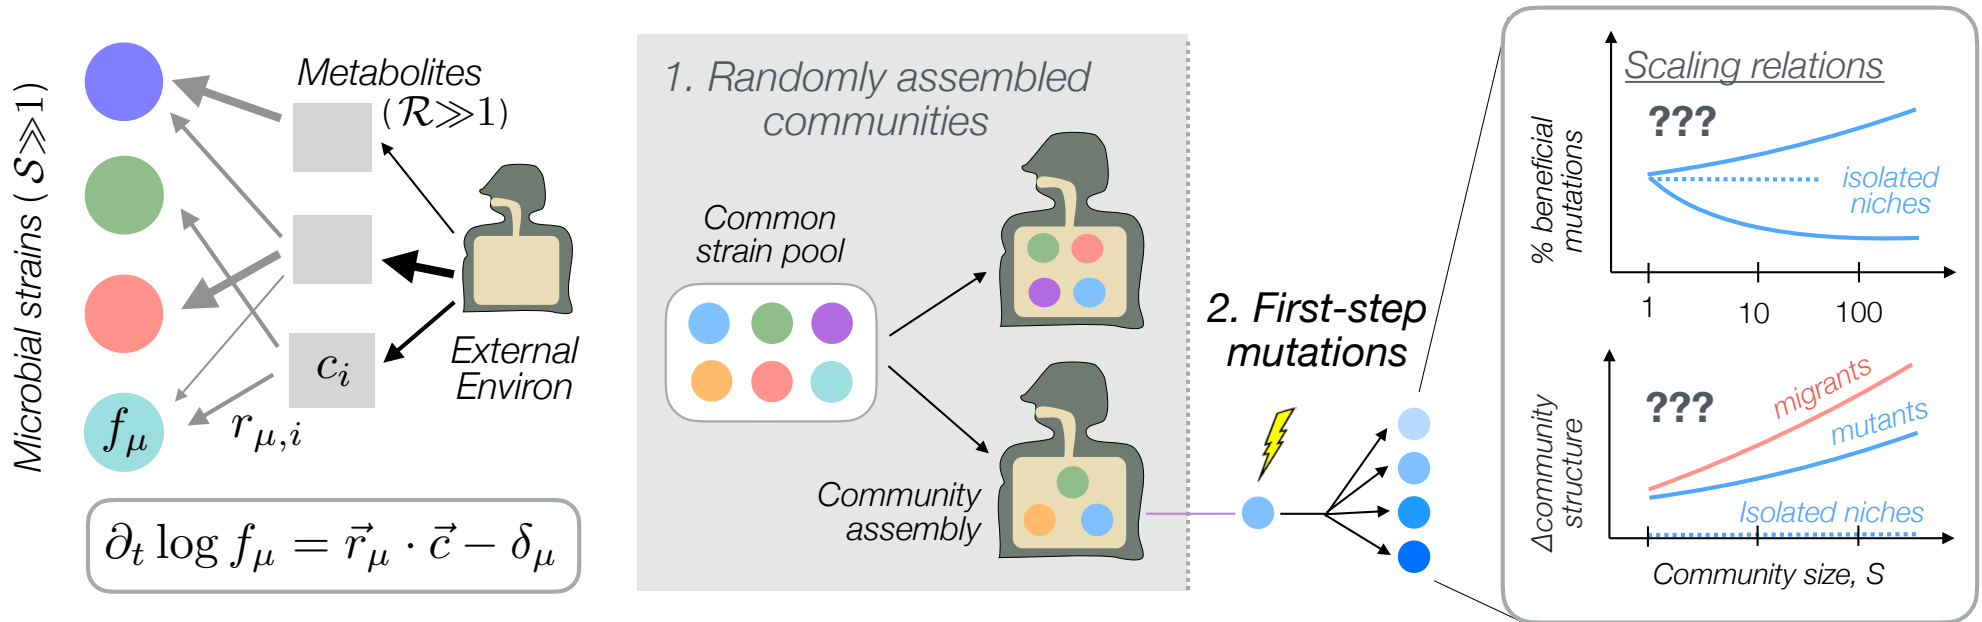 Microbial strains (𝒮≫1)
Metabolites
(ℛ≫1)
c_i
f_μ
r_{μ,i}
External
Environ
∂_t log f_μ = r⃗_μ · c⃗ − δ_μ
1. Randomly assembled
communities
Common
strain pool
Community
assembly
2. First-step
mutations
Scaling relations
% beneficial
mutations
???
isolated
niches
1
10
100
Δcommunity
structure
???
migrants
mutants
Isolated niches
Community size, S